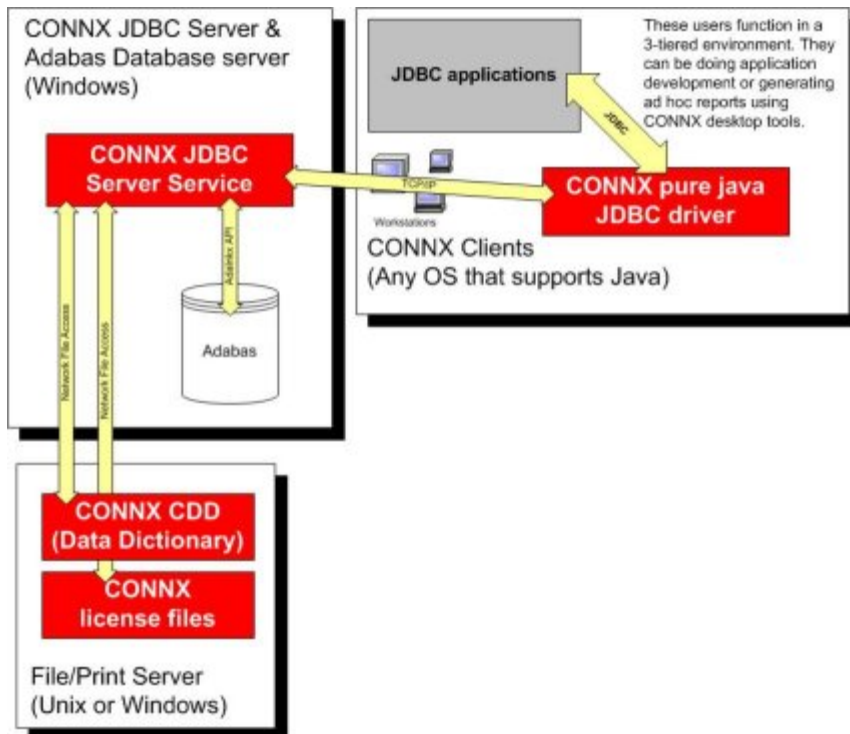 CONNX JDBC Server &
Adabas Database server
(Windows)
CONNX JDBC
Server Service
Adalnkx API
Adabas
Network File Access
Network File Access
JDBC applications
These users function in a
3-tiered environment. They
can be doing application
development or generating
ad hoc reports using
CONNX desktop tools.
JDBC
TCP/IP
Workstations
CONNX pure java
JDBC driver
CONNX Clients
(Any OS that supports Java)
CONNX CDD
(Data Dictionary)
CONNX
license files
File/Print Server
(Unix or Windows)